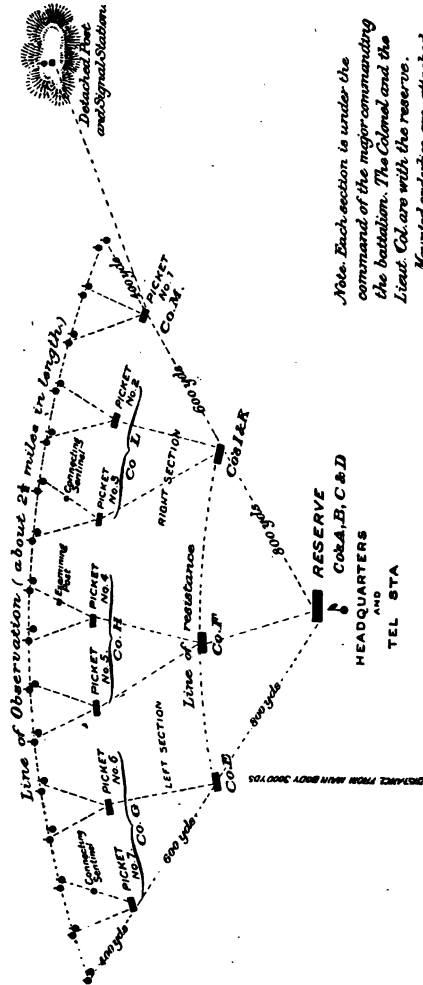 Detached Post
and Signal Station.
Line of Observation (about 2½ miles in length.)
400 yds
PICKET
No. 1
Co. M.
PICKET
No. 2
Connecting
Sentinel
PICKET
No. 3
Co L
RIGHT SECTION
Examining
Post
PICKET
No. 4
Co. H
PICKET
No. 5.
PICKET
No. 6
Co. G
LEFT SECTION
Connecting
Sentinel
PICKET
No. 7.
400 yds
600 yds
Co's I & K
Line of resistance
Co. F
Co. E
600 yds
800 yds
800 yds
RESERVE
Co's A, B, C & D
HEADQUARTERS
AND
TEL STA
DISTANCE FROM MAIN BODY 3000 YDS
Note. Each section is under the
command of the major commanding
the battalion. The Colonel and the
Lieut. Col. are with the reserve.